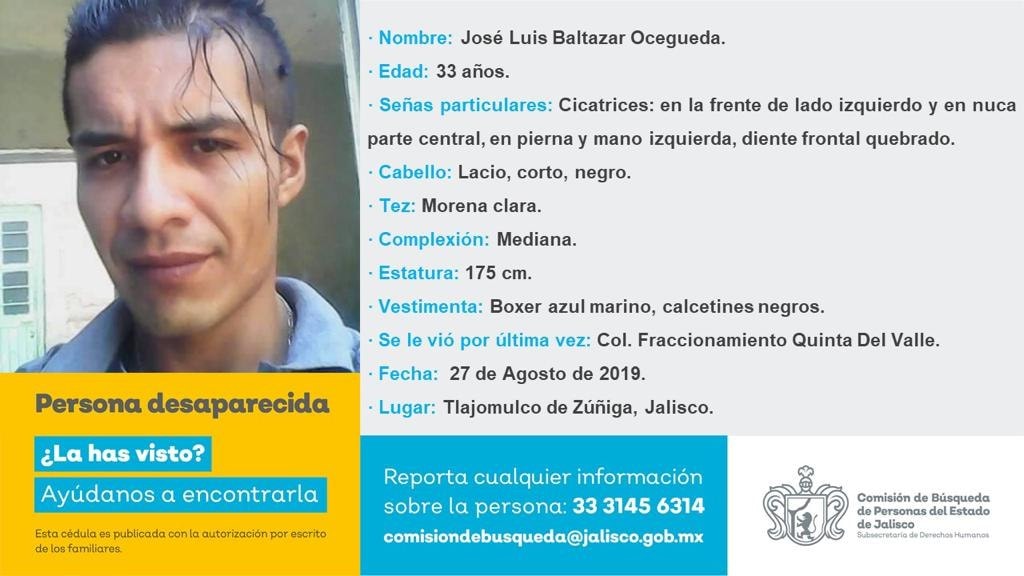 · Nombre: José Luis Baltazar Ocegueda.
· Edad: 33 años.
· Señas particulares: Cicatrices: en la frente de lado izquierdo y en nuca
parte central, en pierna y mano izquierda, diente frontal quebrado.
· Cabello: Lacio, corto, negro.
· Tez: Morena clara.
· Complexión: Mediana.
· Estatura: 175 cm.
· Vestimenta: Boxer azul marino, calcetines negros.
· Se le vió por última vez: Col. Fraccionamiento Quinta Del Valle.
· Fecha: 27 de Agosto de 2019.
· Lugar: Tlajomulco de Zúñiga, Jalisco.
Persona desaparecida
¿La has visto?
Ayúdanos a encontrarla
Esta cédula es publicada con la autorización por escrito
de los familiares.
Reporta cualquier información
sobre la persona: 33 3145 6314
comisiondebusqueda@jalisco.gob.mx
Comisión de Búsqueda
de Personas del Estado
de Jalisco
Subsecretaría de Derechos Humanos